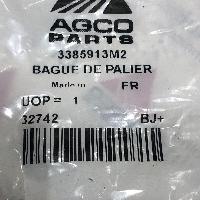 AGCO
PARTS
3385913M2
BAGUE DE PALIER
Made in FR
UOP = 1
32742 BJ+